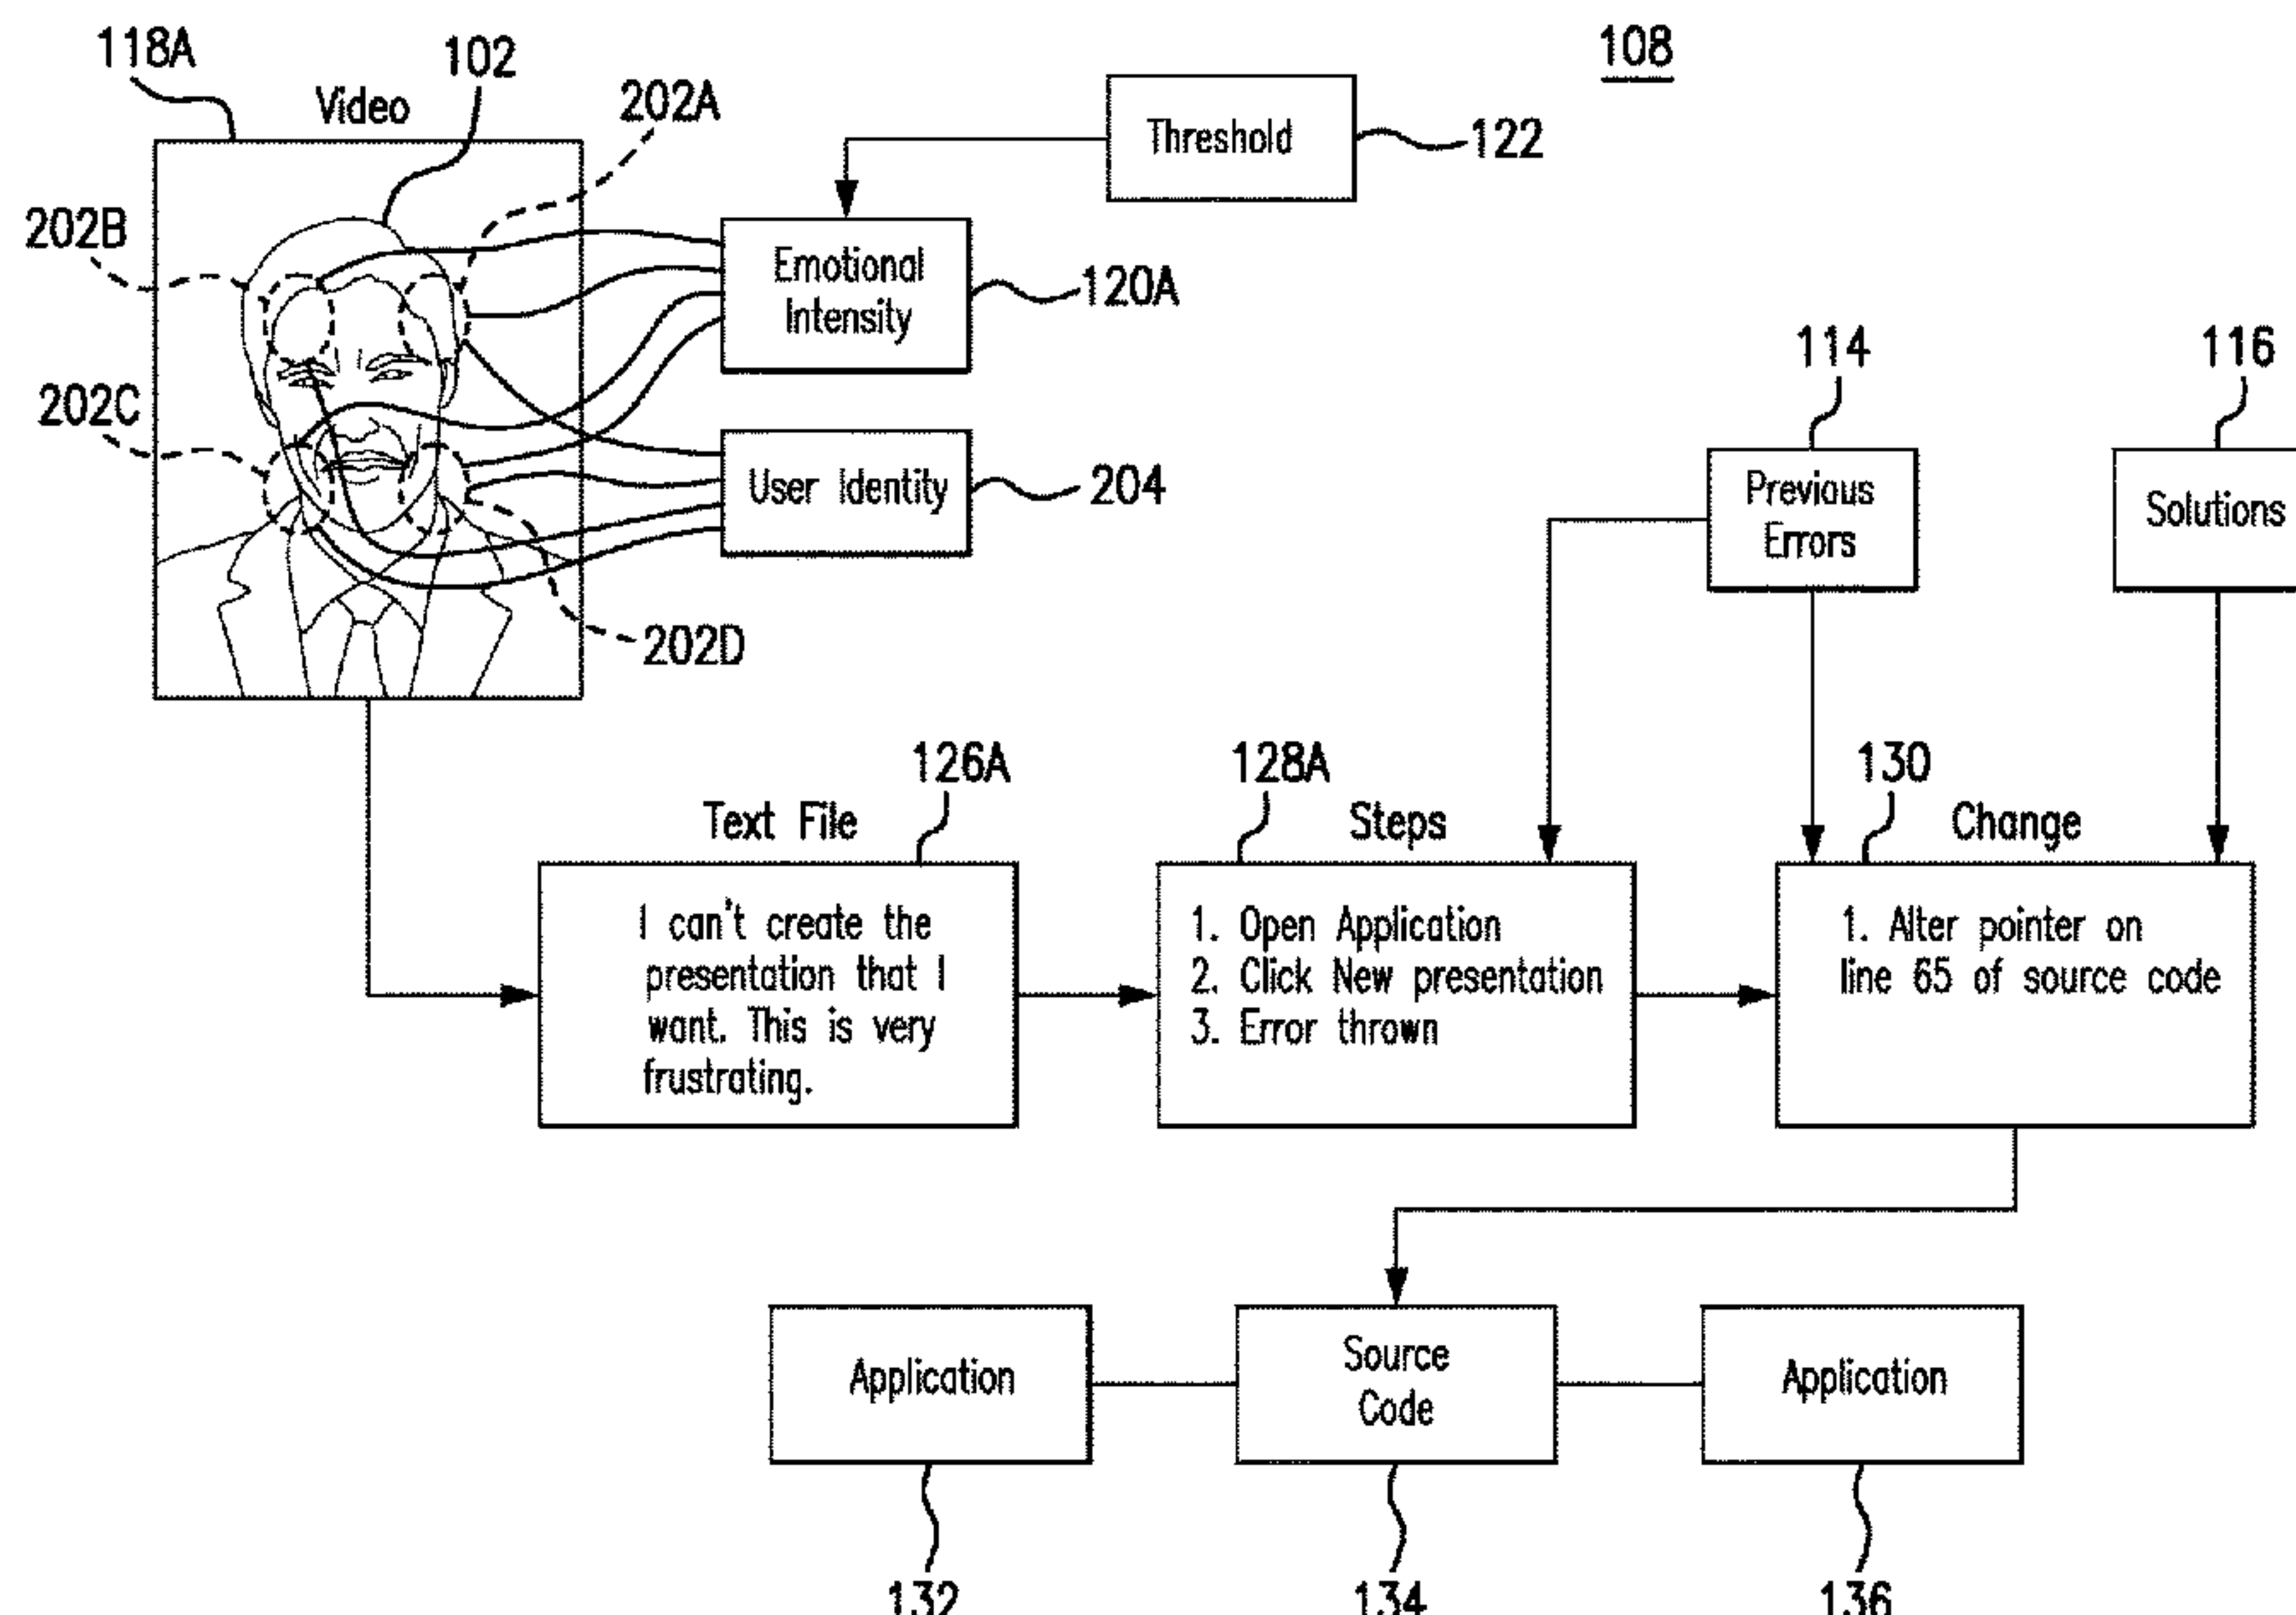 118A
102
Video
202A
108
Threshold
122
202B
Emotional
Intensity
120A
202C
User Identity
204
114
116
Previous
Errors
Solutions
202D
126A
128A
130
Text File
Steps
Change
I can't create the
presentation that I
want. This is very
frustrating.
1. Open Application
2. Click New presentation
3. Error thrown
1. Alter pointer on
line 65 of source code
Application
Source
Code
Application
132
134
136